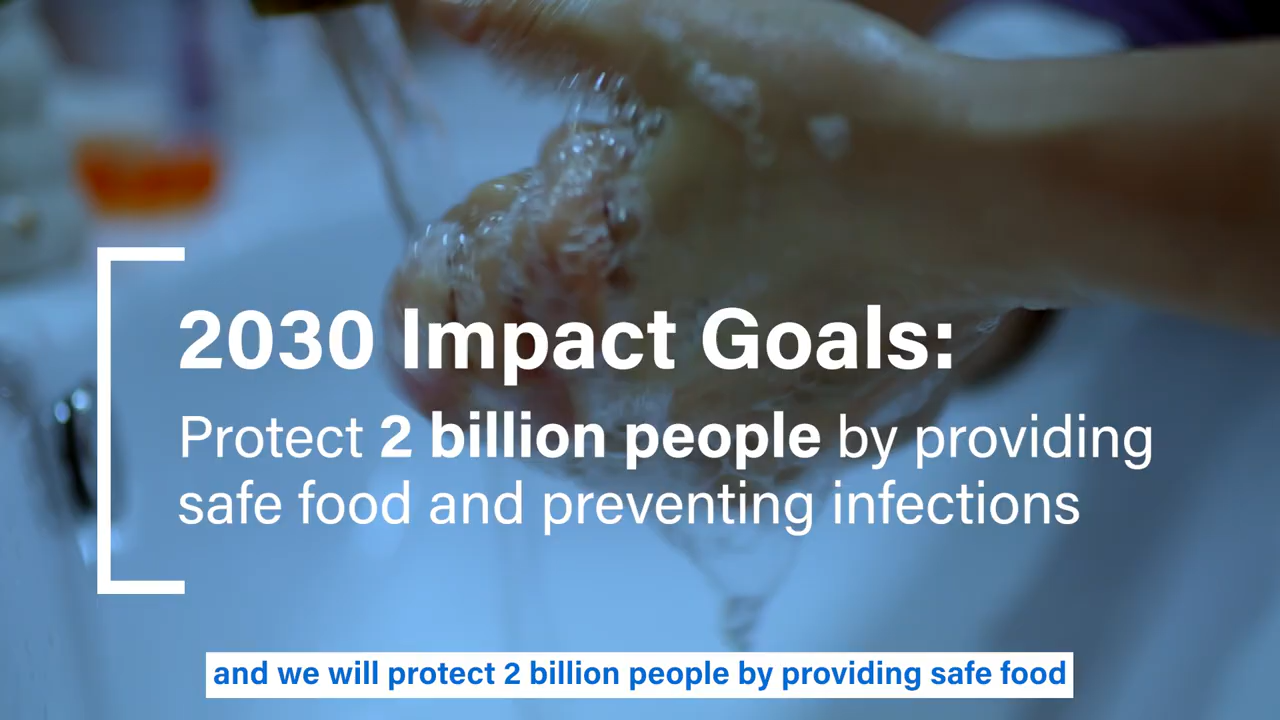 2030 Impact Goals:
Protect 2 billion people by providing
safe food and preventing infections
and we will protect 2 billion people by providing safe food